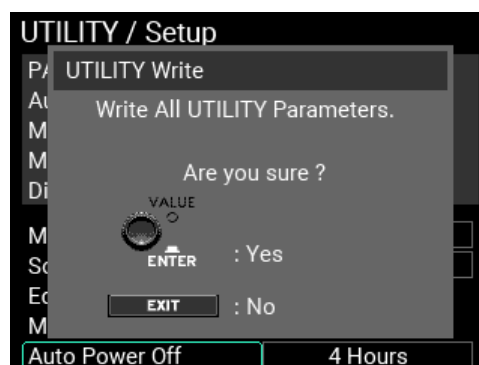 UTILITY / Setup
UTILITY Write
Write All UTILITY Parameters.
Are you sure ?
VALUE
ENTER : Yes
EXIT : No
Auto Power Off 4 Hours